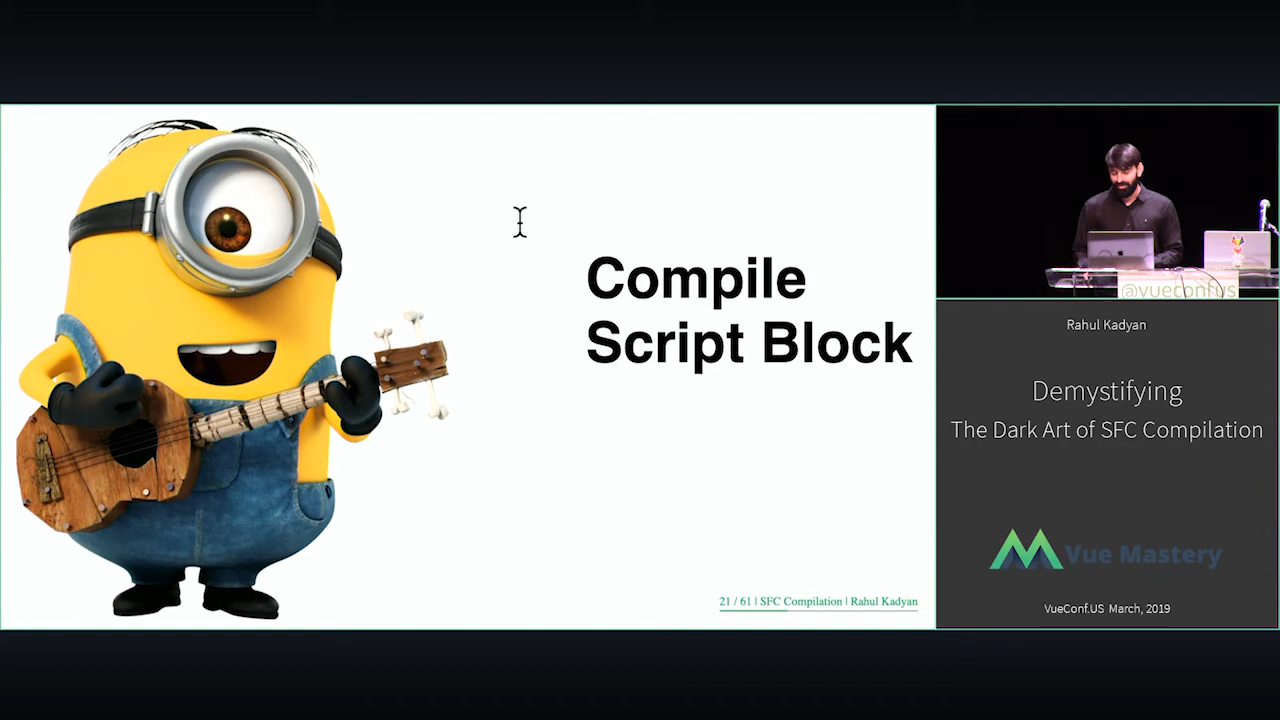 Compile
Script Block
21 / 61 | SFC Compilation | Rahul Kadyan
@vueconfus
Rahul Kadyan
Demystifying
The Dark Art of SFC Compilation
Vue Mastery
VueConf.US March, 2019